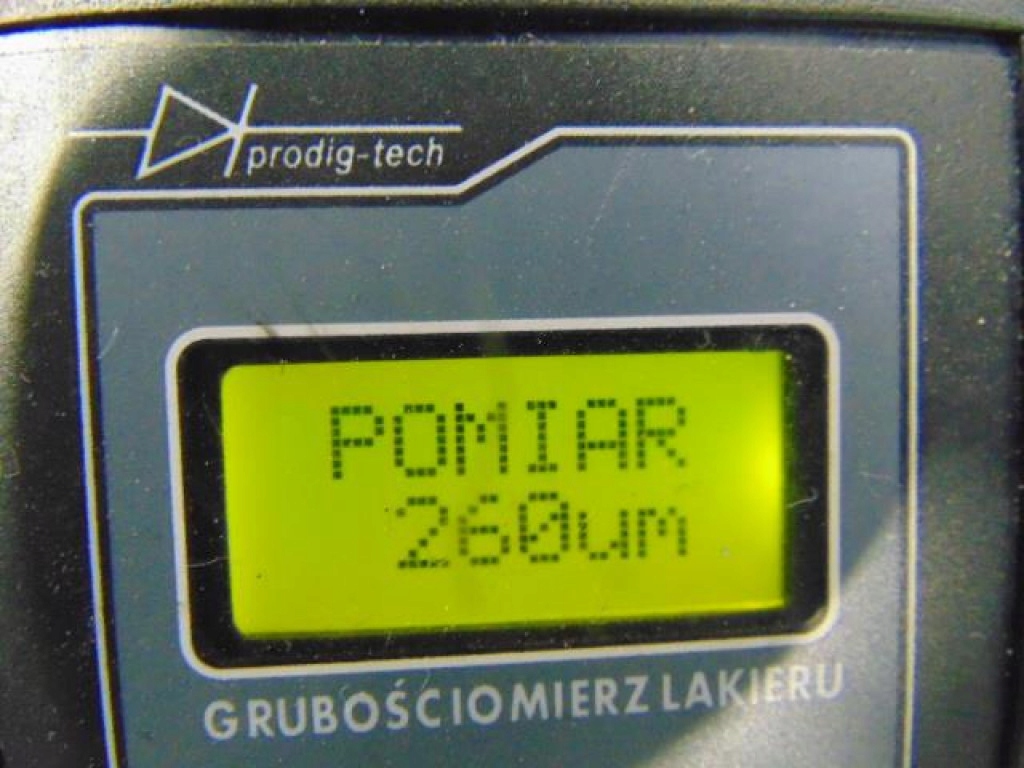 prodig-tech
POMIAR
260um
GRUBOŚCIOMIERZ LAKIERU